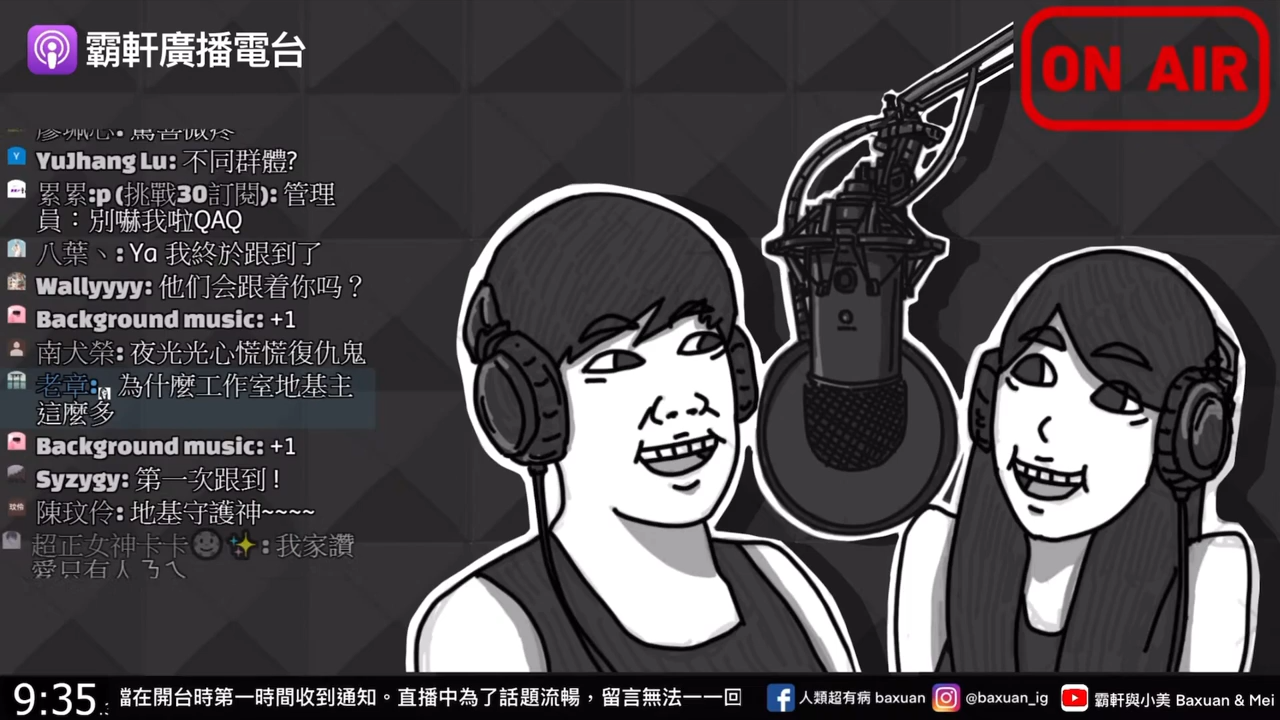 霸軒廣播電台
ON AIR
YuJhang Lu: 不同群體?
累累:p (挑戰30訂閱): 管理
員：別嚇我啦QAQ
八葉丶: Ya 我終於跟到了
Wallyyyy: 他们会跟着你吗？
Background music: +1
南犬榮: 夜光光心慌慌復仇鬼
老章: 為什麼工作室地基主
這麼多
Background music: +1
Syzygy: 第一次跟到！
陳玟伶: 地基守護神~~~~
超正女神卡卡🌚✨: 我家讚
愛只有人ㄋㄟ
9:35
在開台時第一時間收到通知。直播中為了話題流暢，留言無法一一回
人類超有病 baxuan
@baxuan_ig
霸軒與小美 Baxuan & Mei